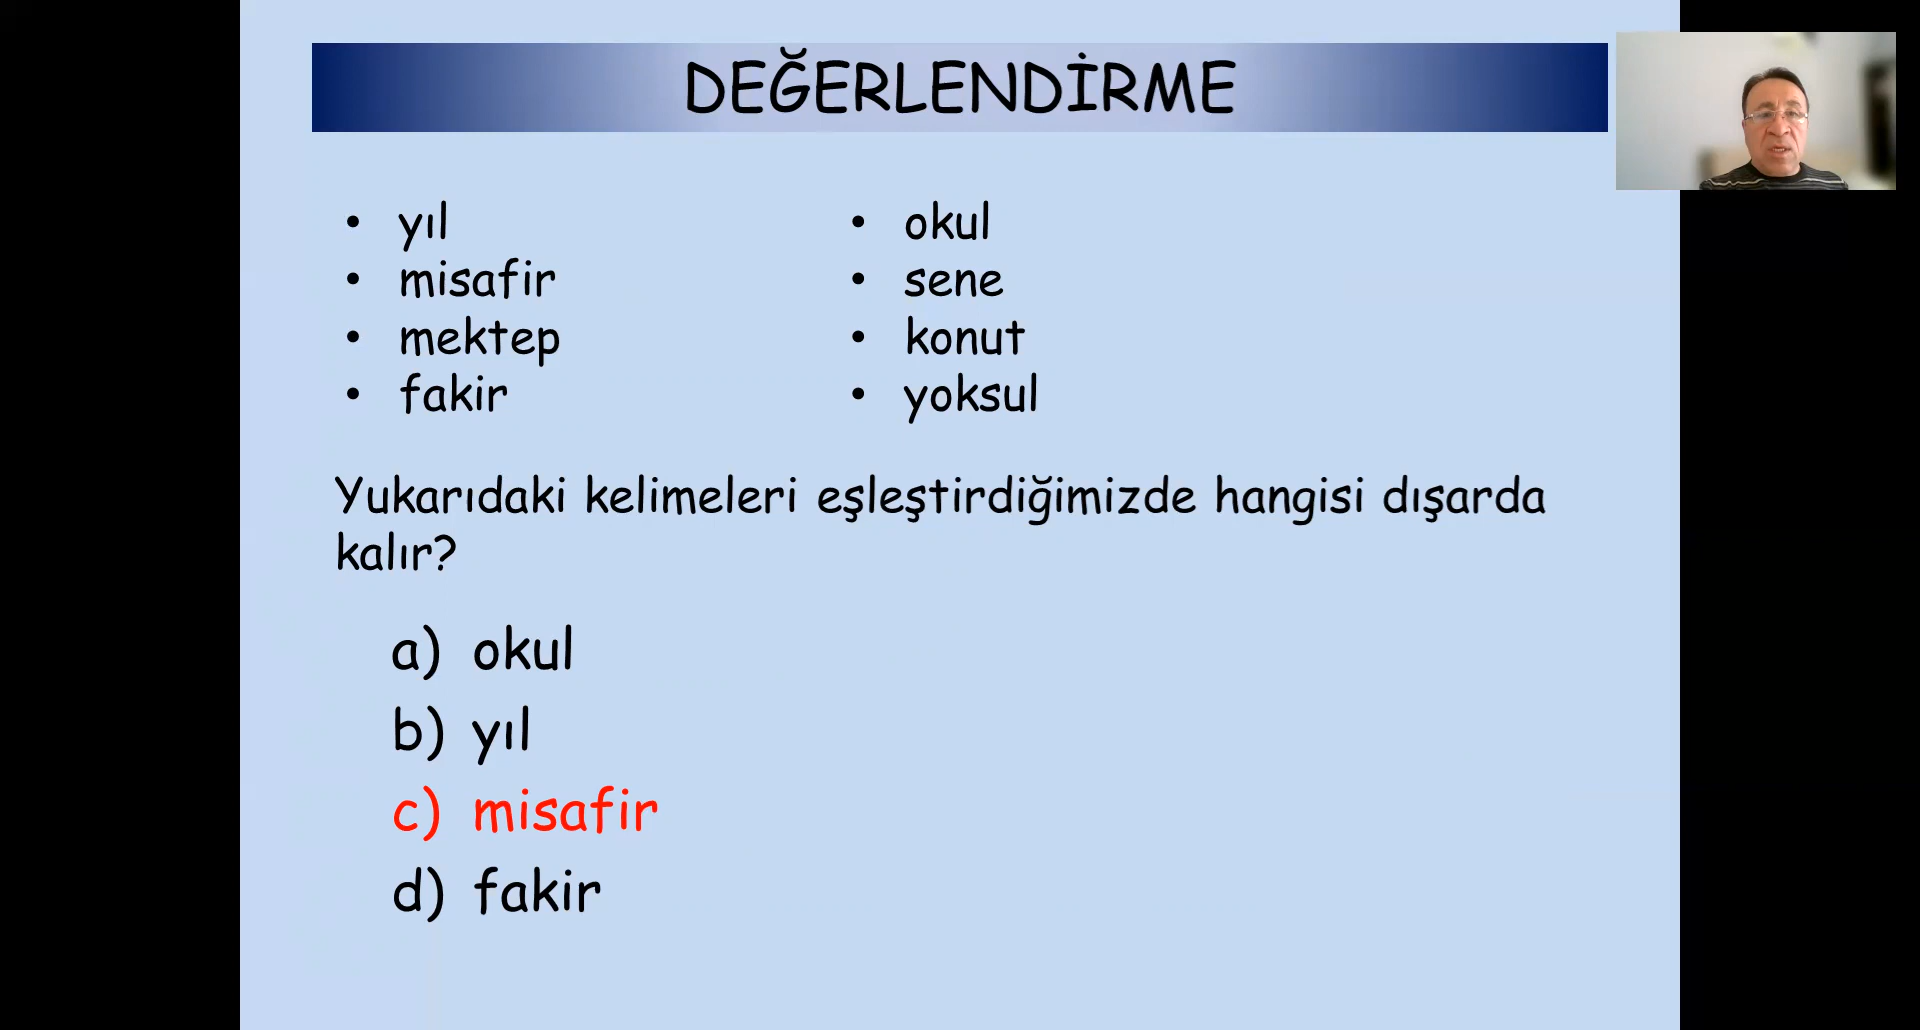 DEĞERLENDİRME
• yıl
• misafir
• mektep
• fakir
• okul
• sene
• konut
• yoksul
Yukarıdaki kelimeleri eşleştirdiğimizde hangisi dışarda
kalır?
a) okul
b) yıl
c) misafir
d) fakir